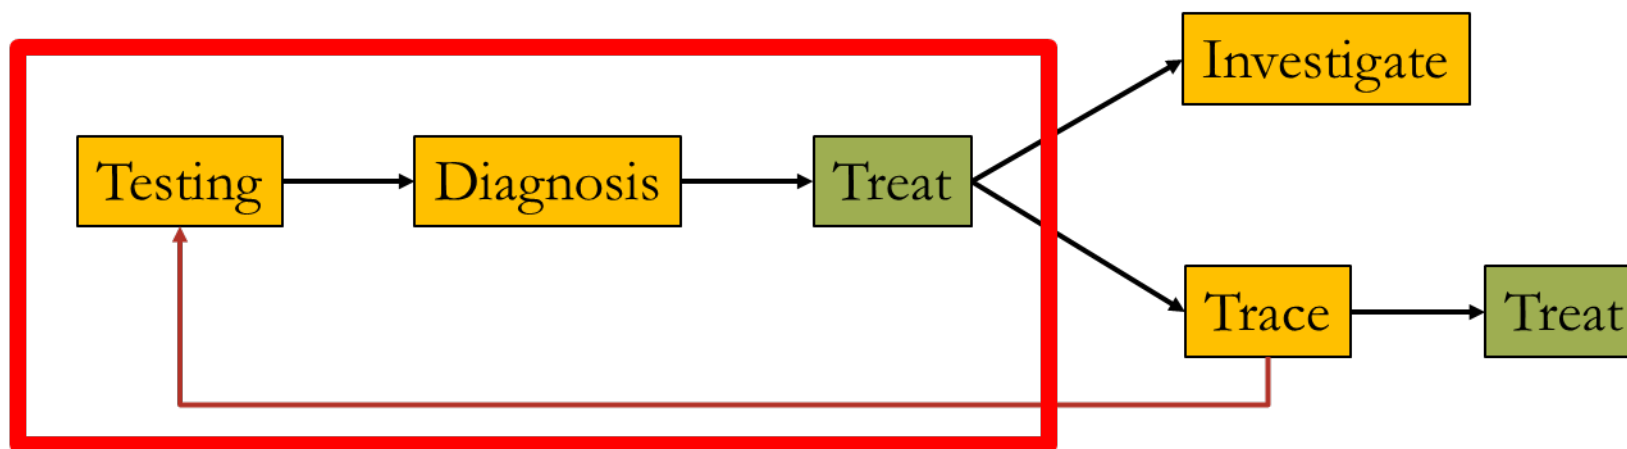 Testing
Diagnosis
Treat
Investigate
Trace
Treat